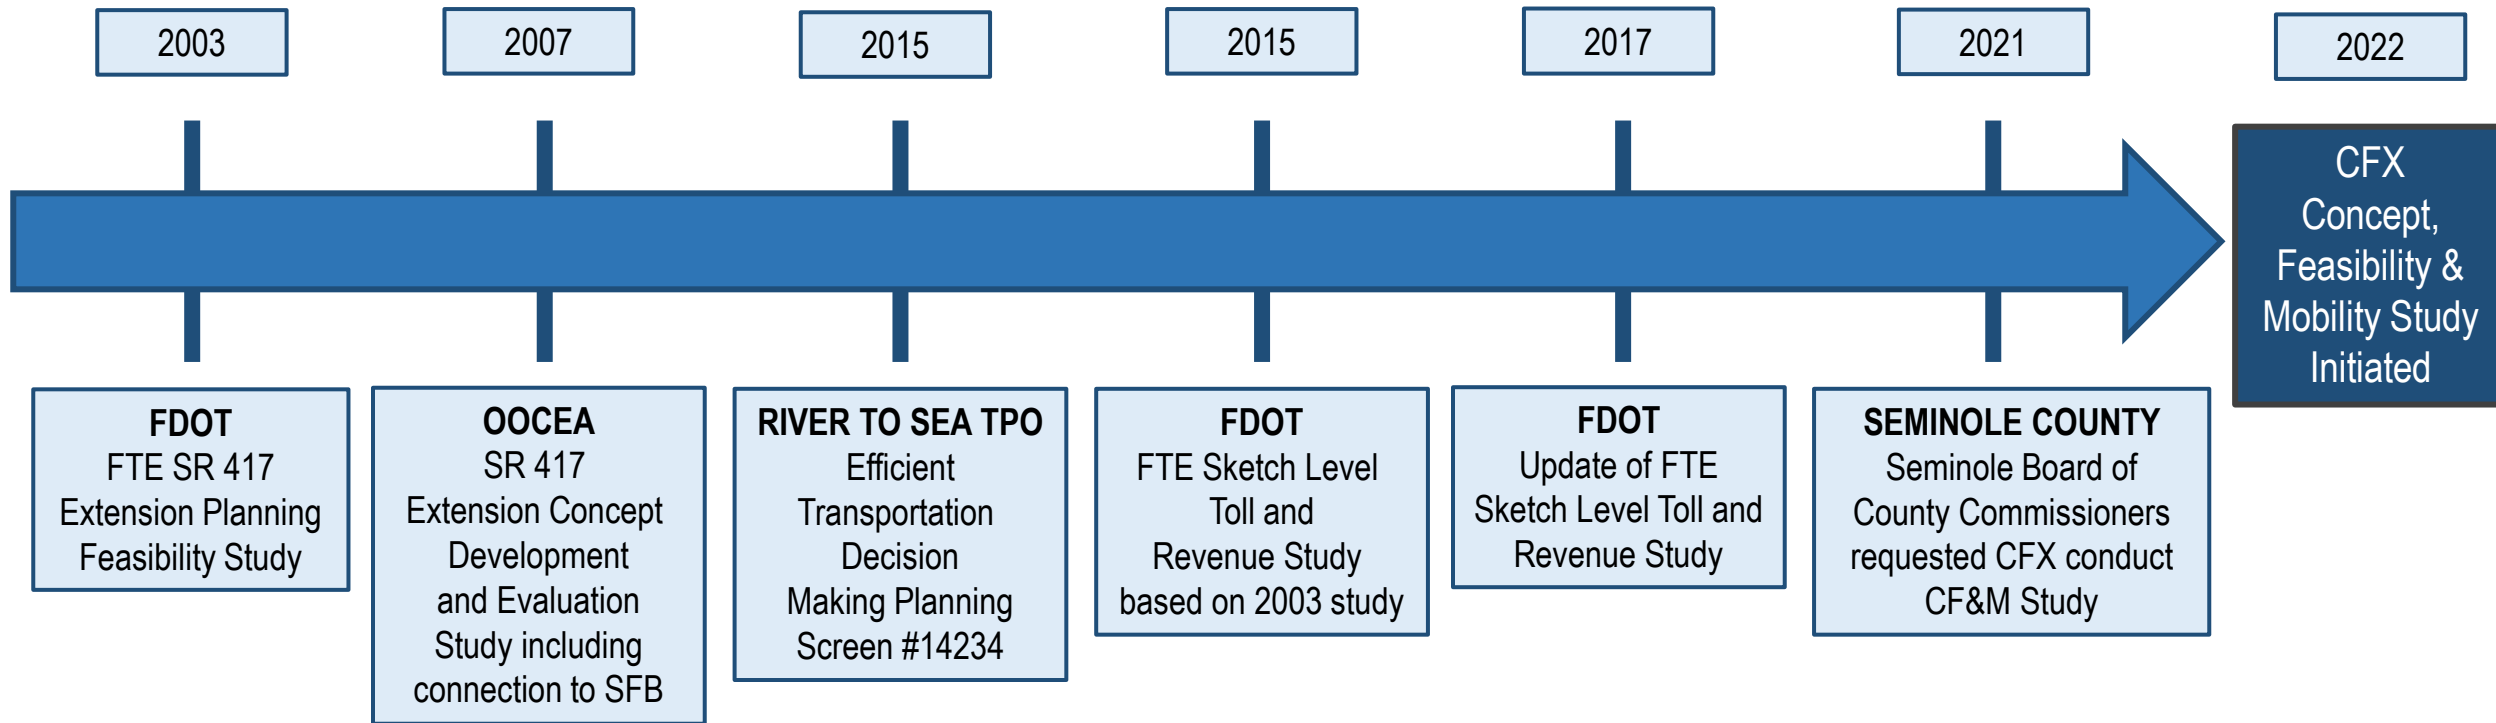 2003
2007
2015
2015
2017
2021
2022
FDOT
FTE SR 417
Extension Planning
Feasibility Study
OOCEA
SR 417
Extension Concept
Development
and Evaluation
Study including
connection to SFB
RIVER TO SEA TPO
Efficient
Transportation
Decision
Making Planning
Screen #14234
FDOT
FTE Sketch Level
Toll and
Revenue Study
based on 2003 study
FDOT
Update of FTE
Sketch Level Toll and
Revenue Study
SEMINOLE COUNTY
Seminole Board of
County Commissioners
requested CFX conduct
CF&M Study
CFX
Concept,
Feasibility &
Mobility Study
Initiated